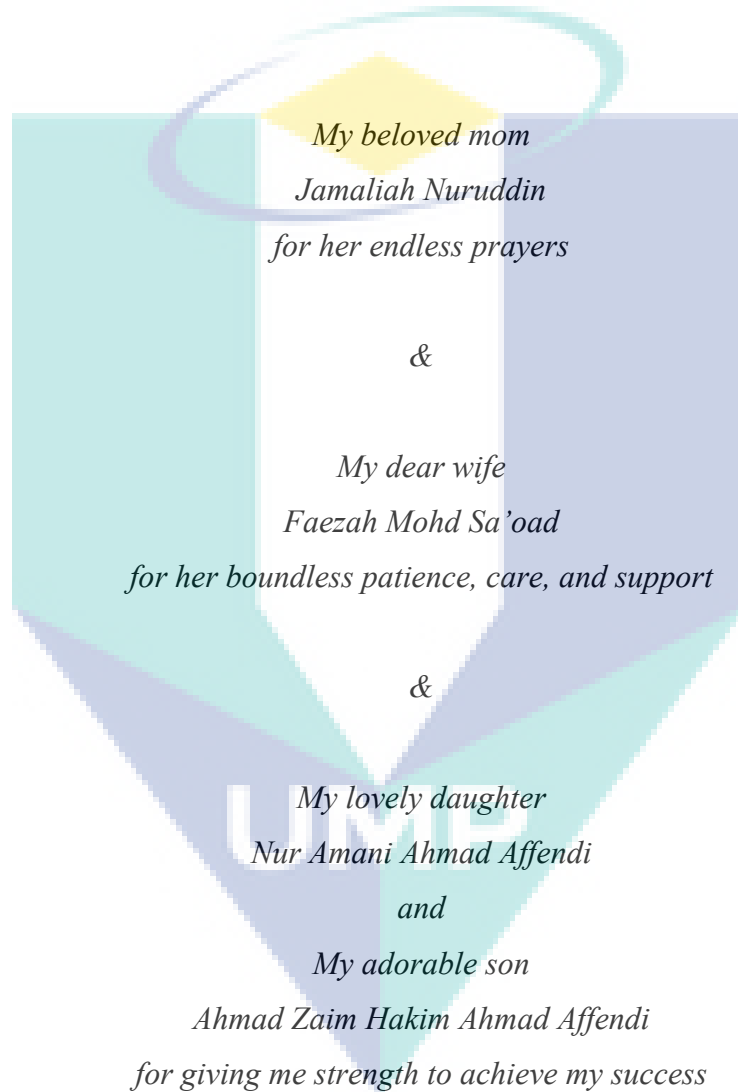 My beloved mom
Jamaliah Nuruddin
for her endless prayers
&
My dear wife
Faezah Mohd Sa’oad
for her boundless patience, care, and support
&
My lovely daughter
UMP
Nur Amani Ahmad Affendi
and
My adorable son
Ahmad Zaim Hakim Ahmad Affendi
for giving me strength to achieve my success